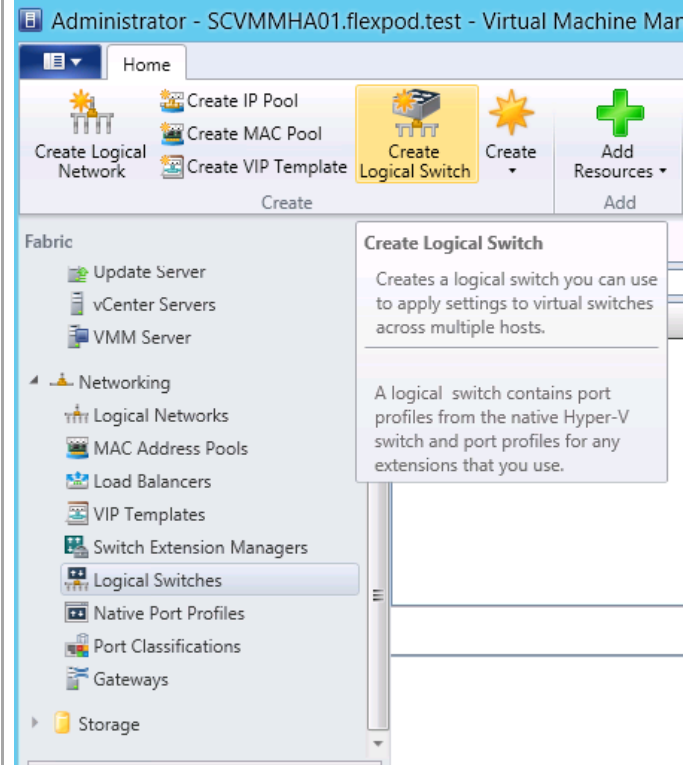 Administrator - SCVMMHA01.flexpod.test - Virtual Machine Mar
Home
Create Logical
Network
Create IP Pool
Create MAC Pool
Create VIP Template
Create
Logical Switch
Create
Add
Resources
Create
Add
Fabric
Update Server
vCenter Servers
VMM Server
Networking
Logical Networks
MAC Address Pools
Load Balancers
VIP Templates
Switch Extension Managers
Logical Switches
Native Port Profiles
Port Classifications
Gateways
Storage
Create Logical Switch
Creates a logical switch you can use
to apply settings to virtual switches
across multiple hosts.
A logical switch contains port
profiles from the native Hyper-V
switch and port profiles for any
extensions that you use.